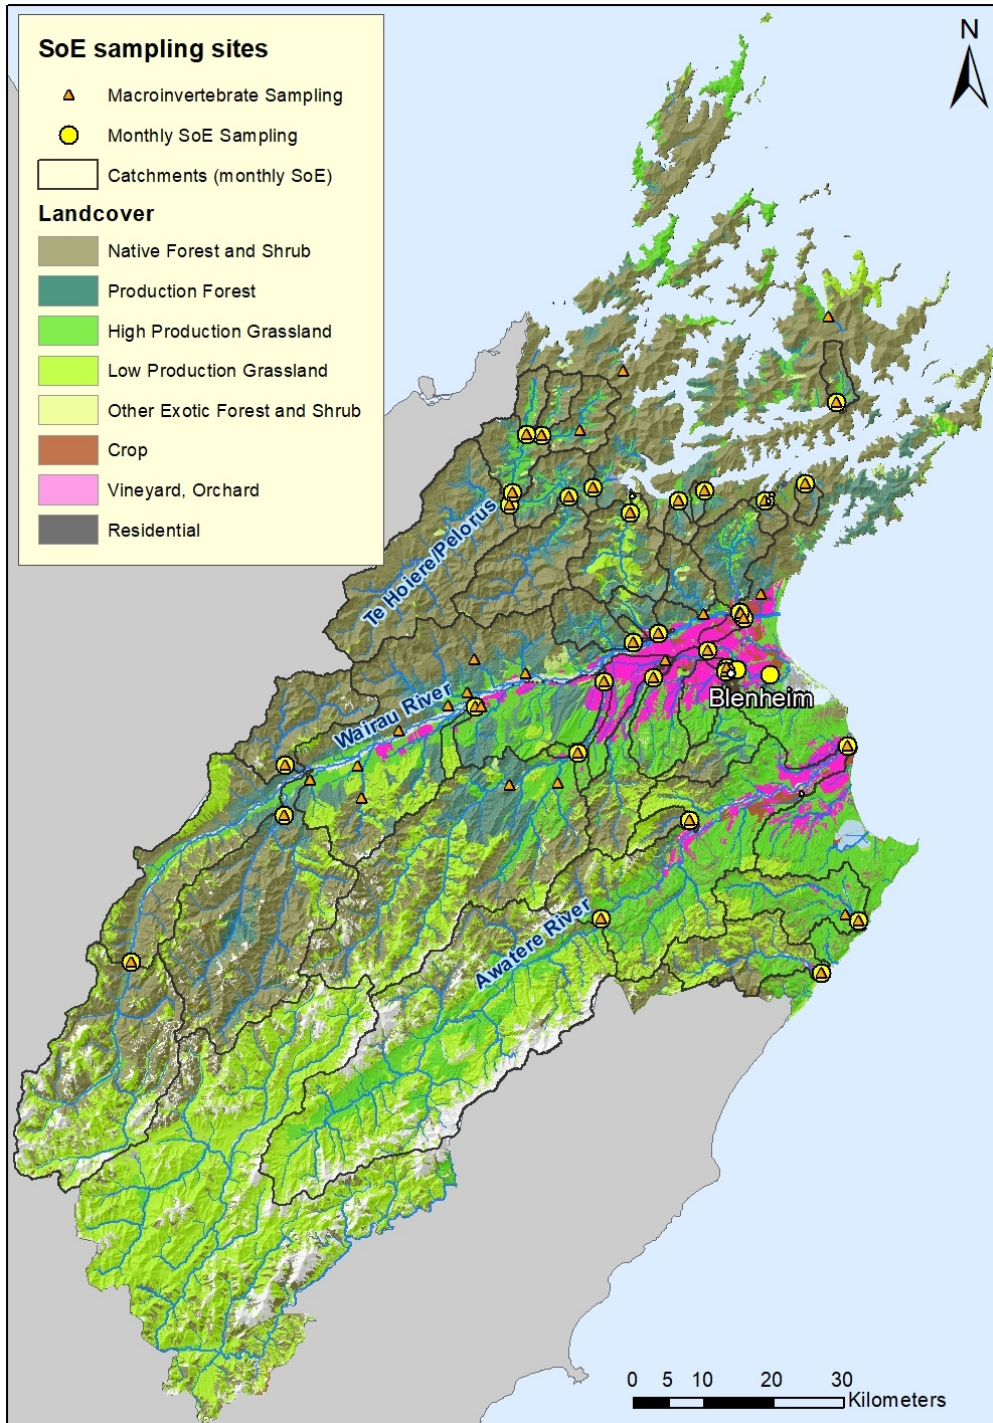 SoE sampling sites
Macroinvertebrate Sampling
Monthly SoE Sampling
Catchments (monthly SoE)
Landcover
Native Forest and Shrub
Production Forest
High Production Grassland
Low Production Grassland
Other Exotic Forest and Shrub
Crop
Vineyard, Orchard
Residential
N
Te Hoiere/Pelorus
Wairau River
Blenheim
Awatere River
0 5 10 20 30
Kilometers